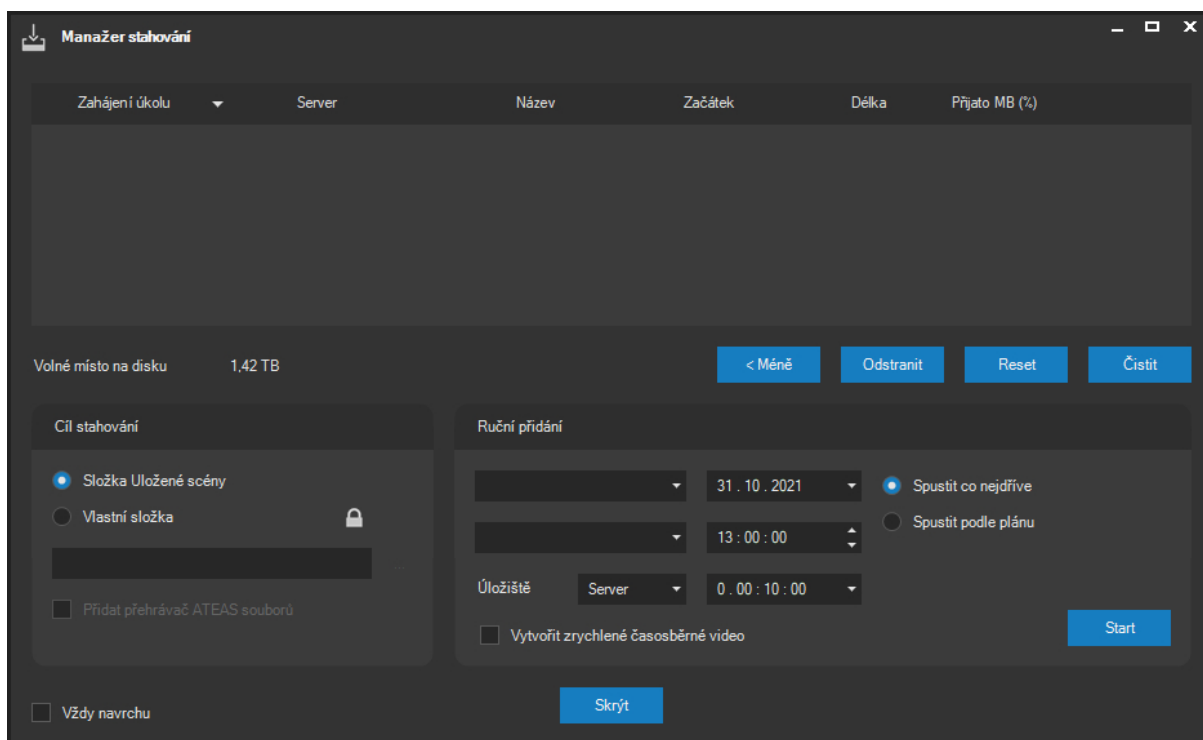 Manažer stahování
Zahájení úkolu Server Název Začátek Délka Přijato MB (%)
Volné místo na disku 1,42 TB < Méně Odstranit Reset Čistit
Cíl stahování
Složka Uložené scény
Vlastní složka
...
Přidat přehrávač ATEAS souborů
Ruční přidání
31 . 10 . 2021 Spustit co nejdříve
13 : 00 : 00 Spustit podle plánu
Úložiště Server 0 . 00 : 10 : 00
Vytvořit zrychlené časosběrné video
Start
Vždy navrchu
Skrýt